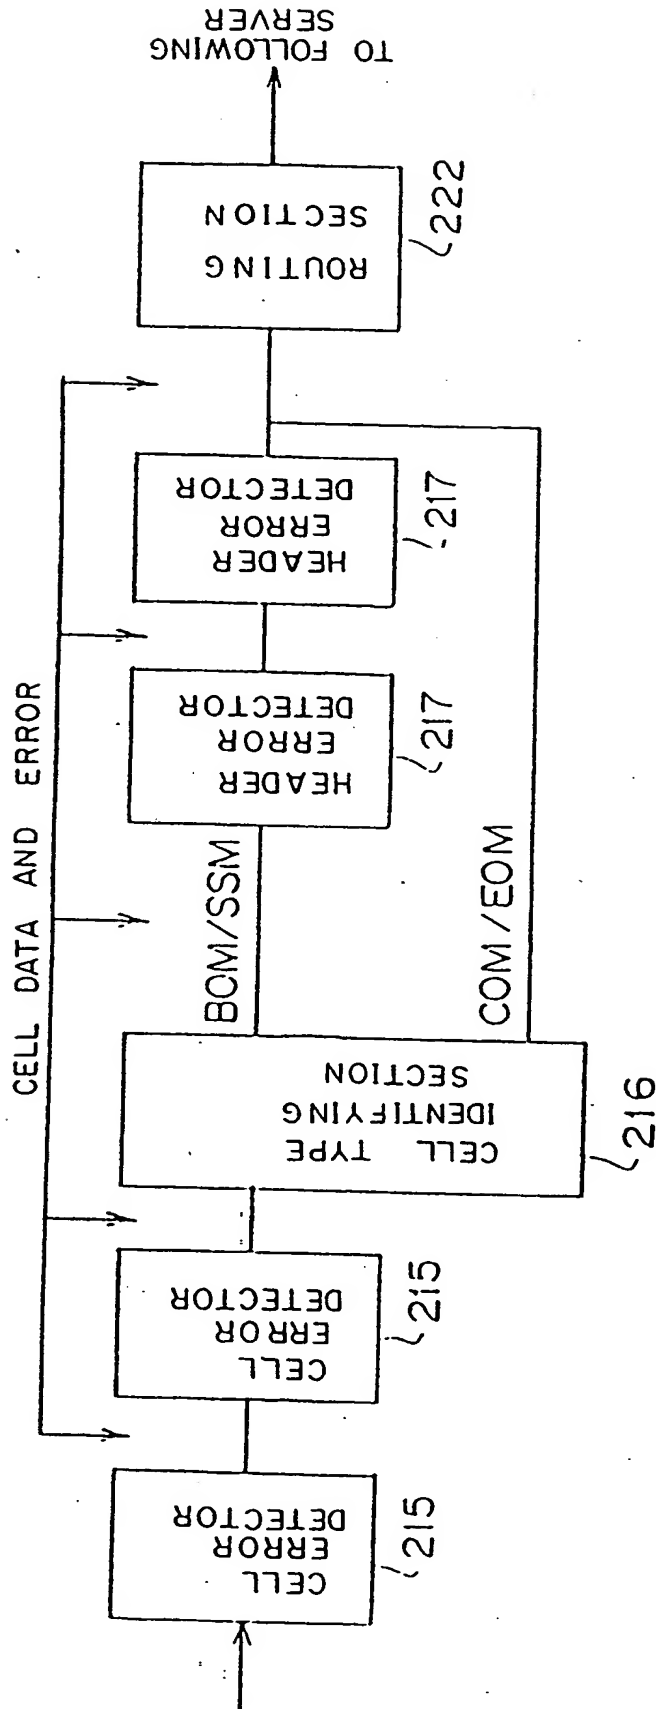 CELL DATA AND ERROR
CELL
ERROR
DETECTOR
215
CELL
ERROR
DETECTOR
215
CELL TYPE
IDENTIFYING
SECTION
216
BOM/SSM
COM/EOM
HEADER
ERROR
DETECTOR
217
HEADER
ERROR
DETECTOR
217
ROUTING
SECTION
222
TO FOLLOWING
SERVER